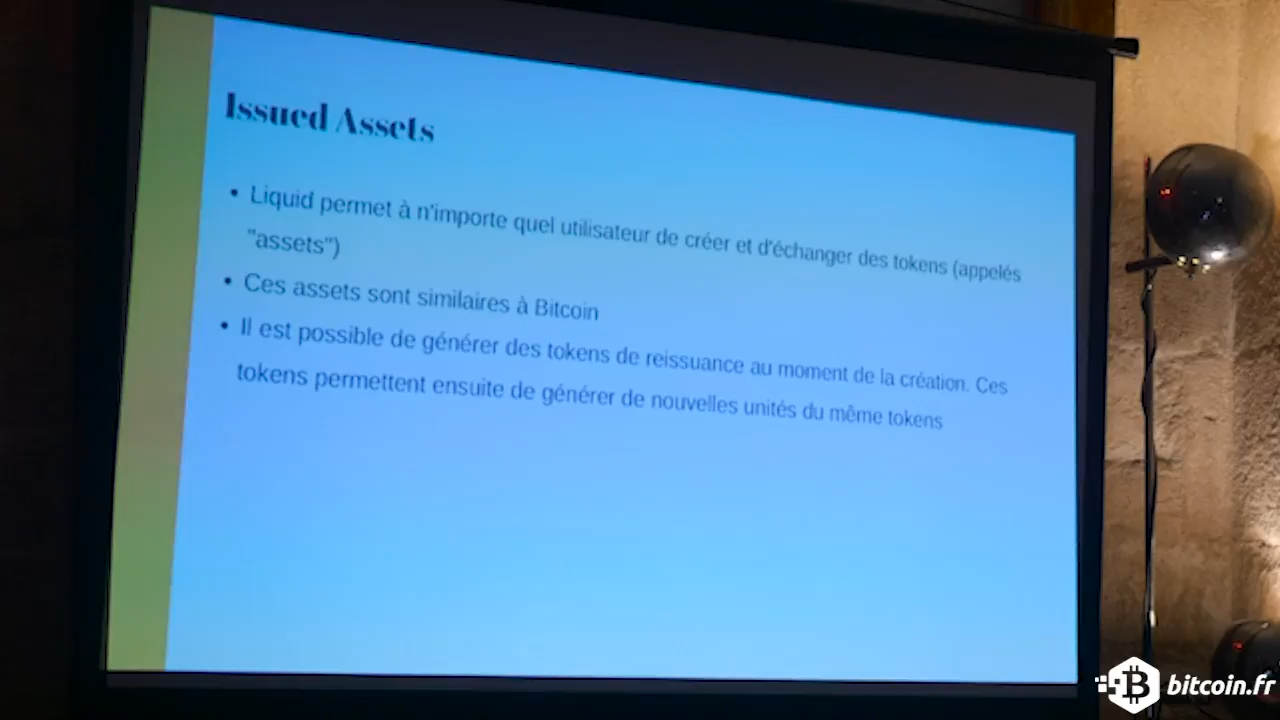 Issued Assets
• Liquid permet à n'importe quel utilisateur de créer et d'échanger des tokens (appelés
"assets")
• Ces assets sont similaires à Bitcoin
• Il est possible de générer des tokens de reissuance au moment de la création. Ces
tokens permettent ensuite de générer de nouvelles unités du même tokens
bitcoin.fr